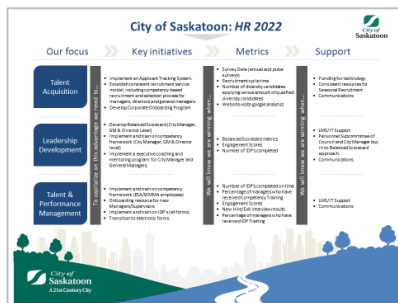 City of Saskatoon: HR 2022
City of
Saskatoon
Our focus
Key initiatives
Metrics
Support
Talent
Acquisition
To capitalize on this advantage we need to...
Implement an Applicant Tracking System
Establish consistent recruitment service
model, including competency based
recruitment and selection process for
managers, directors and general managers.
Develop Corporate Onboarding Program
We will know we are winning when...
Survey Data (annual and pulse
surveys)
Recruitment cycle time
Number of diversity candidates
applying versus amount of qualified
diversity candidates
Website visits google analytics
We will know we are winning when...
Funding for technology
Consistent resources for
Seasonal Recruitment
Communications
Leadership
Development
Develop Balanced Scorecard (City Manager,
GM & Director Level)
Implement and train on competency
framework (City Manager, GM & Director
level)
Implement a executive coaching and
mentoring program for City Manager and
General Managers.
Balanced Scorecard metrics
Engagement Scores
Number of IDP's completed
LMS/IT Support
Personnel Subcommittee of
Council and City Manager buy
in to Balanced Scorecard
approach.
Communications
Talent &
Performance
Management
Implement and train on competency
framework (ESA/SCMMA employees)
Onboarding resource for new
Managers/Supervisors
Implement and train on IDP's (all forms)
Transition to electronic forms
Number of IDP's completed on time
Percentage of managers who have
received Competency Training
Engagement Scores
New Hire/Exit interview results
Percentage of managers who have
received IDP Training
LMS/IT Support
Communications
City of
Saskatoon
A 21st Century City